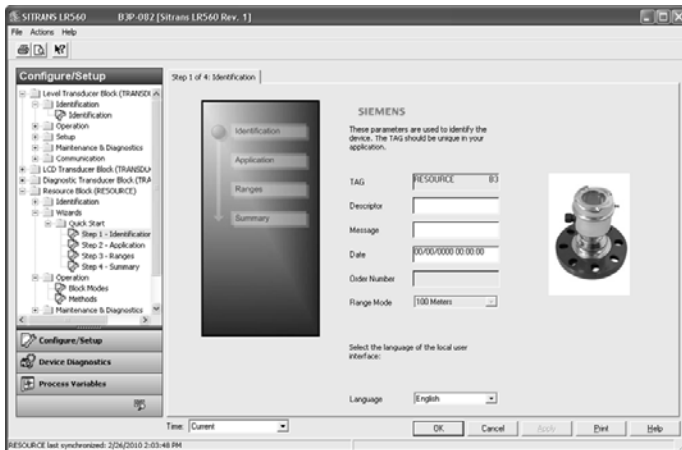 SITRANS LR560 B3P-082 [Sitrans LR560 Rev. 1]
File Actions Help
Configure/Setup
Level Transducer Block (TRANSDU
Identification
Identification
Operation
Setup
Maintenance & Diagnostics
Communication
LCD Transducer Block (TRANSDU
Diagnostic Transducer Block (TRA
Resource Block (RESOURCE)
Identification
Wizards
Quick Start
Step 1 - Identification
Step 2 - Application
Step 3 - Ranges
Step 4 - Summary
Operation
Block Modes
Methods
Maintenance & Diagnostics
Configure/Setup
Device Diagnostics
Process Variables
Step 1 of 4: Identification
Identification
Application
Ranges
Summary
SIEMENS
These parameters are used to identify the
device. The TAG should be unique in your
application.
TAG RESOURCE B3
Descriptor
Message
Date 00/00/0000 00:00:00
Order Number
Range Mode 100 Meters
Select the language of the local user
interface:
Language English
Time: Current
OK Cancel Apply Print Help
RESOURCE last synchronized: 2/26/2010 2:03:48 PM